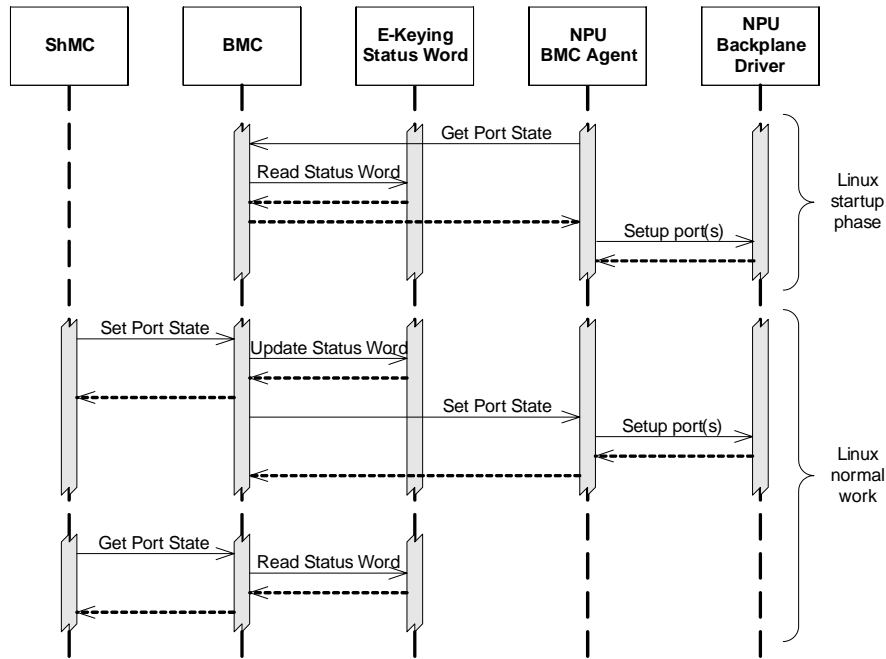 ShMC
BMC
E-Keying
Status Word
NPU
BMC Agent
NPU
Backplane
Driver
Get Port State
Read Status Word
Setup port(s)
Linux
startup
phase
Set Port State
Update Status Word
Set Port State
Setup port(s)
Linux
normal
work
Get Port State
Read Status Word